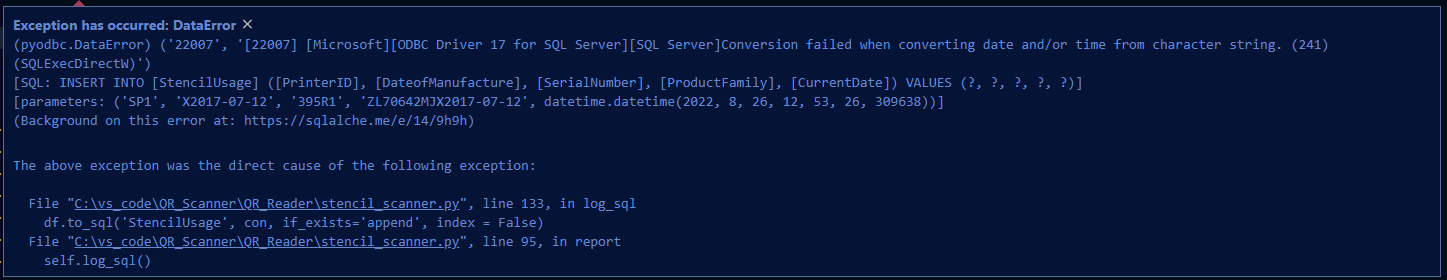 Exception has occurred: DataError ×
(pyodbc.DataError) ('22007', '[22007] [Microsoft][ODBC Driver 17 for SQL Server][SQL Server]Conversion failed when converting date and/or time from character string. (241)
(SQLExecDirectW)')
[SQL: INSERT INTO [StencilUsage] ([PrinterID], [DateofManufacture], [SerialNumber], [ProductFamily], [CurrentDate]) VALUES (?, ?, ?, ?, ?)]
[parameters: ('SP1', 'X2017-07-12', '395R1', 'ZL70642MJX2017-07-12', datetime.datetime(2022, 8, 26, 12, 53, 26, 309638))]
(Background on this error at: https://sqlalche.me/e/14/9h9h)
The above exception was the direct cause of the following exception:
File "C:\vs_code\QR_Scanner\QR_Reader\stencil_scanner.py", line 133, in log_sql
df.to_sql('StencilUsage', con, if_exists='append', index = False)
File "C:\vs_code\QR_Scanner\QR_Reader\stencil_scanner.py", line 95, in report
self.log_sql()